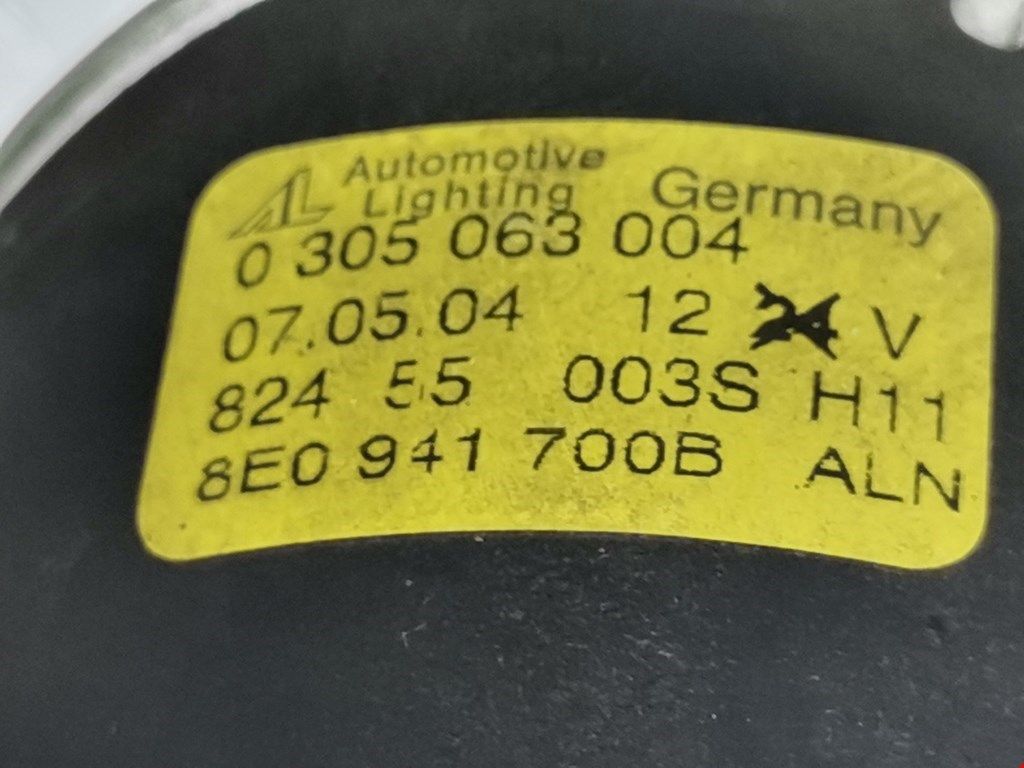 AL Automotive Lighting Germany
0 305 063 004
07.05.04 12 24 V
824 55 003S H11
8E0 941 700B ALN